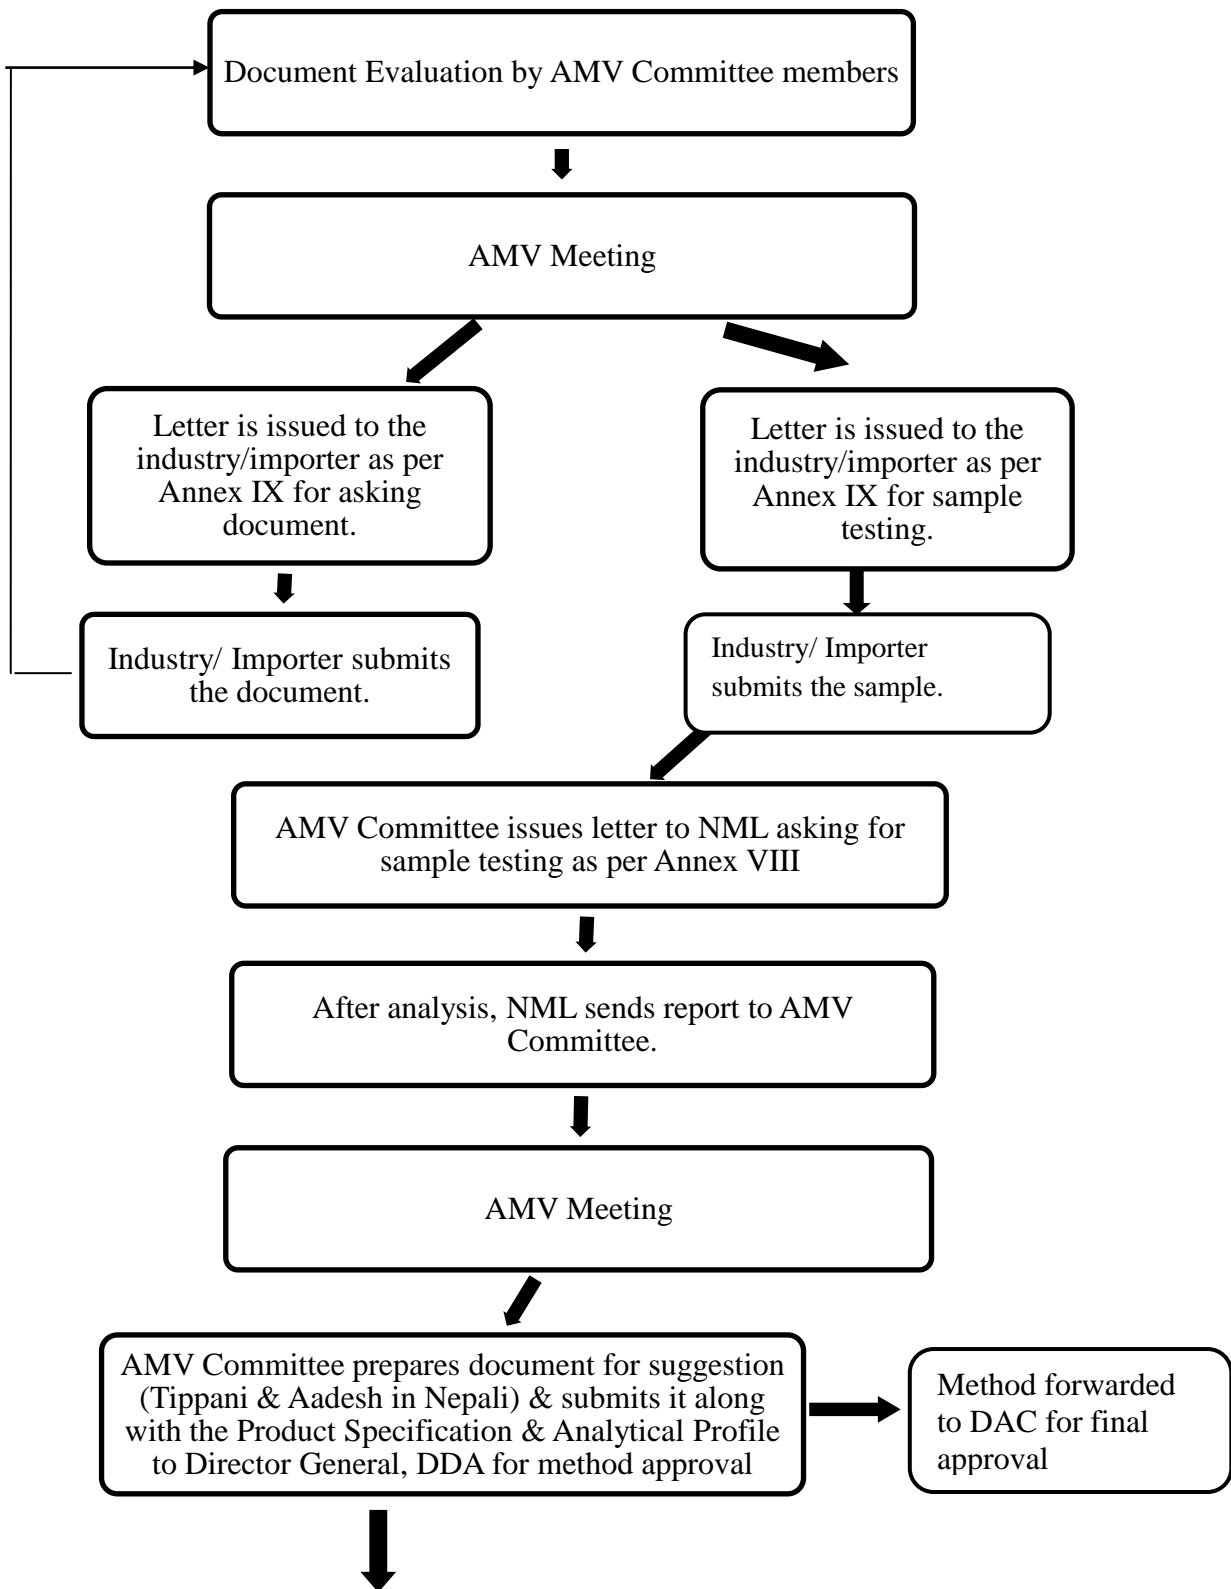 Document Evaluation by AMV Committee members
AMV Meeting
Letter is issued to the
industry/importer as per
Annex IX for asking
document.
Letter is issued to the
industry/importer as per
Annex IX for sample
testing.
Industry/ Importer submits
the document.
Industry/ Importer
submits the sample.
AMV Committee issues letter to NML asking for
sample testing as per Annex VIII
After analysis, NML sends report to AMV
Committee.
AMV Meeting
AMV Committee prepares document for suggestion
(Tippani & Aadesh in Nepali) & submits it along
with the Product Specification & Analytical Profile
to Director General, DDA for method approval
Method forwarded
to DAC for final
approval